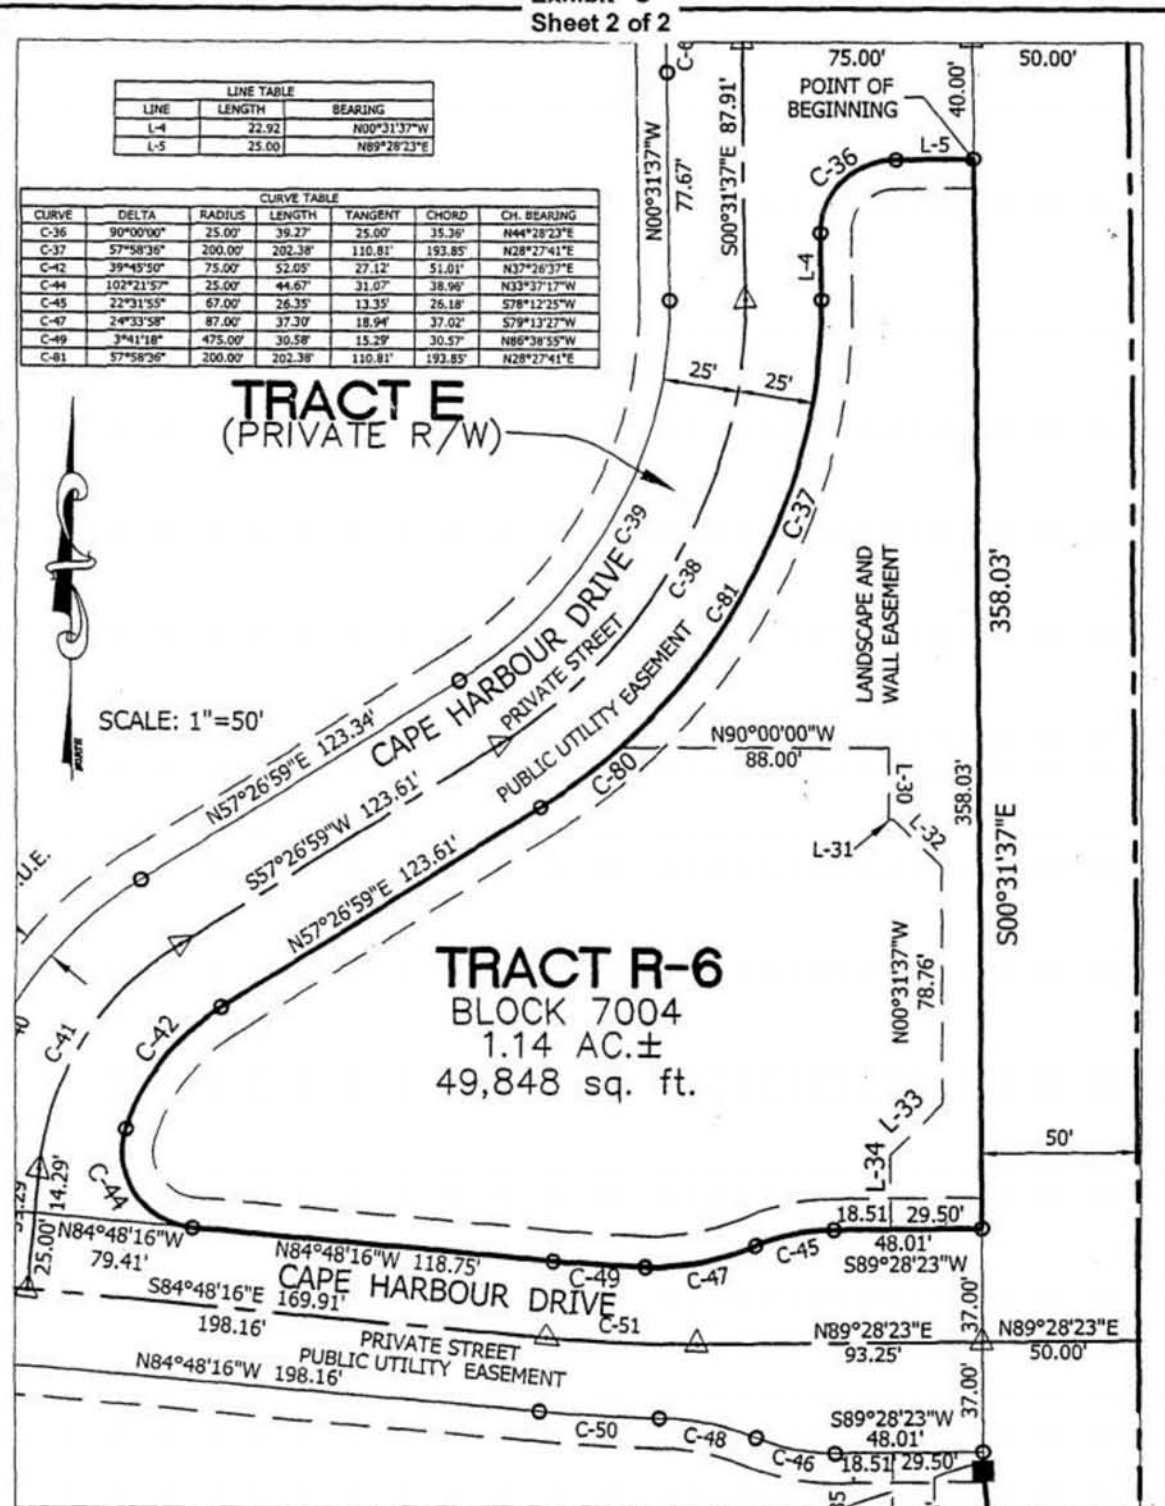 Sheet 2 of 2
LINE TABLE
LINE LENGTH BEARING
L-4 22.92 N00°31'37"W
L-5 25.00 N89°28'23"E
CURVE TABLE
CURVE DELTA RADIUS LENGTH TANGENT CHORD CH. BEARING
C-36 90°00'00" 25.00' 39.27' 25.00' 35.36' N44°28'23"E
C-37 57°58'36" 200.00' 202.38' 110.81' 193.85' N28°27'41"E
C-42 39°45'50" 75.00' 52.05' 27.12' 51.01' N37°26'37"E
C-44 102°21'57" 25.00' 44.67' 31.07' 38.96' N33°37'17"W
C-45 22°31'55" 67.00' 26.35' 13.35' 26.18' S78°12'25"W
C-47 24°33'58" 87.00' 37.30' 18.94' 37.02' S79°13'27"W
C-49 3°41'18" 475.00' 30.58' 15.29' 30.57' N86°38'55"W
C-81 57°58'36" 200.00' 202.38' 110.81' 193.85' N28°27'41"E
75.00'
50.00'
40.00'
POINT OF
BEGINNING
L-5
C-36
L-4
N00°31'37"W
77.67'
S00°31'37"E 87.91'
25'
25'
TRACT E
(PRIVATE R/W)
C-39
C-38
C-37
C-81
C-80
LANDSCAPE AND
WALL EASEMENT
358.03'
358.03'
S00°31'37"E
SCALE: 1"=50'
CAPE HARBOUR DRIVE
PRIVATE STREET
PUBLIC UTILITY EASEMENT
N57°26'59"E 123.34'
S57°26'59"W 123.61'
N57°26'59"E 123.61'
N90°00'00"W
88.00'
L-30
L-31
L-32
N00°31'37"W
78.76'
L-33
L-34
.U.E.
TRACT R-6
BLOCK 7004
1.14 AC.±
49,848 sq. ft.
C-41
C-42
C-44
14.29'
25.00'
50'
N84°48'16"W
79.41'
N84°48'16"W 118.75'
C-49
C-47
C-45
18.51' 29.50'
48.01'
S89°28'23"W
S84°48'16"E 169.91'
198.16'
CAPE HARBOUR DRIVE
C-51
PRIVATE STREET
PUBLIC UTILITY EASEMENT
37.00'
N89°28'23"E
93.25'
N89°28'23"E
50.00'
N84°48'16"W 198.16'
37.00'
C-50
C-48
C-46
S89°28'23"W
48.01'
18.51' 29.50'